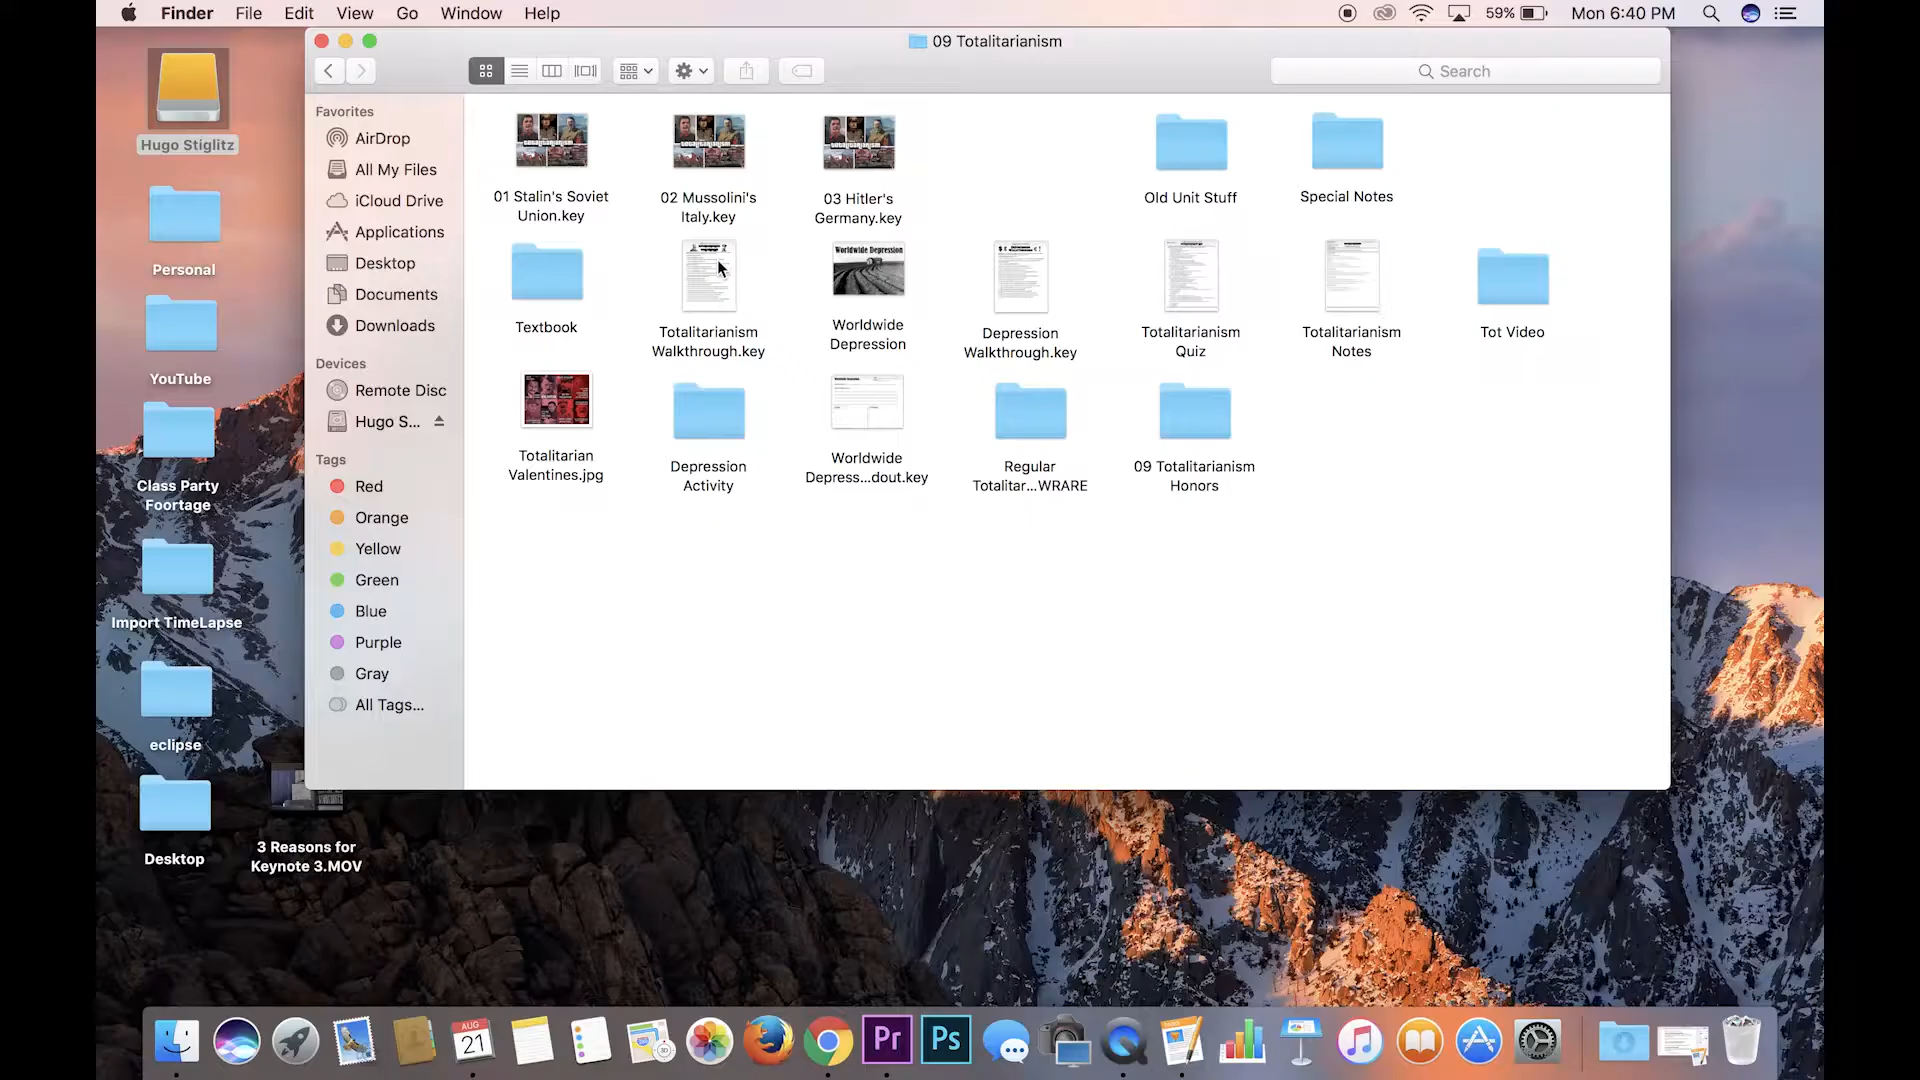 Finder File Edit View Go Window Help 59% Mon 6:40 PM
09 Totalitarianism
Search
Hugo Stiglitz
Personal
YouTube
Class Party
Footage
Import TimeLapse
eclipse
Desktop
3 Reasons for
Keynote 3.MOV
Favorites
AirDrop
All My Files
iCloud Drive
Applications
Desktop
Documents
Downloads
Devices
Remote Disc
Hugo S...
Tags
Red
Orange
Yellow
Green
Blue
Purple
Gray
All Tags...
01 Stalin's Soviet
Union.key
02 Mussolini's
Italy.key
03 Hitler's
Germany.key
Old Unit Stuff
Special Notes
Textbook
Totalitarianism
Walkthrough.key
Worldwide Depression
Worldwide
Depression
Depression
Walkthrough.key
Totalitarianism
Quiz
Totalitarianism
Notes
Tot Video
Totalitarian
Valentines.jpg
Depression
Activity
Worldwide
Depress...dout.key
Regular
Totalitar...WRARE
09 Totalitarianism
Honors
AUG
21
Pr
Ps